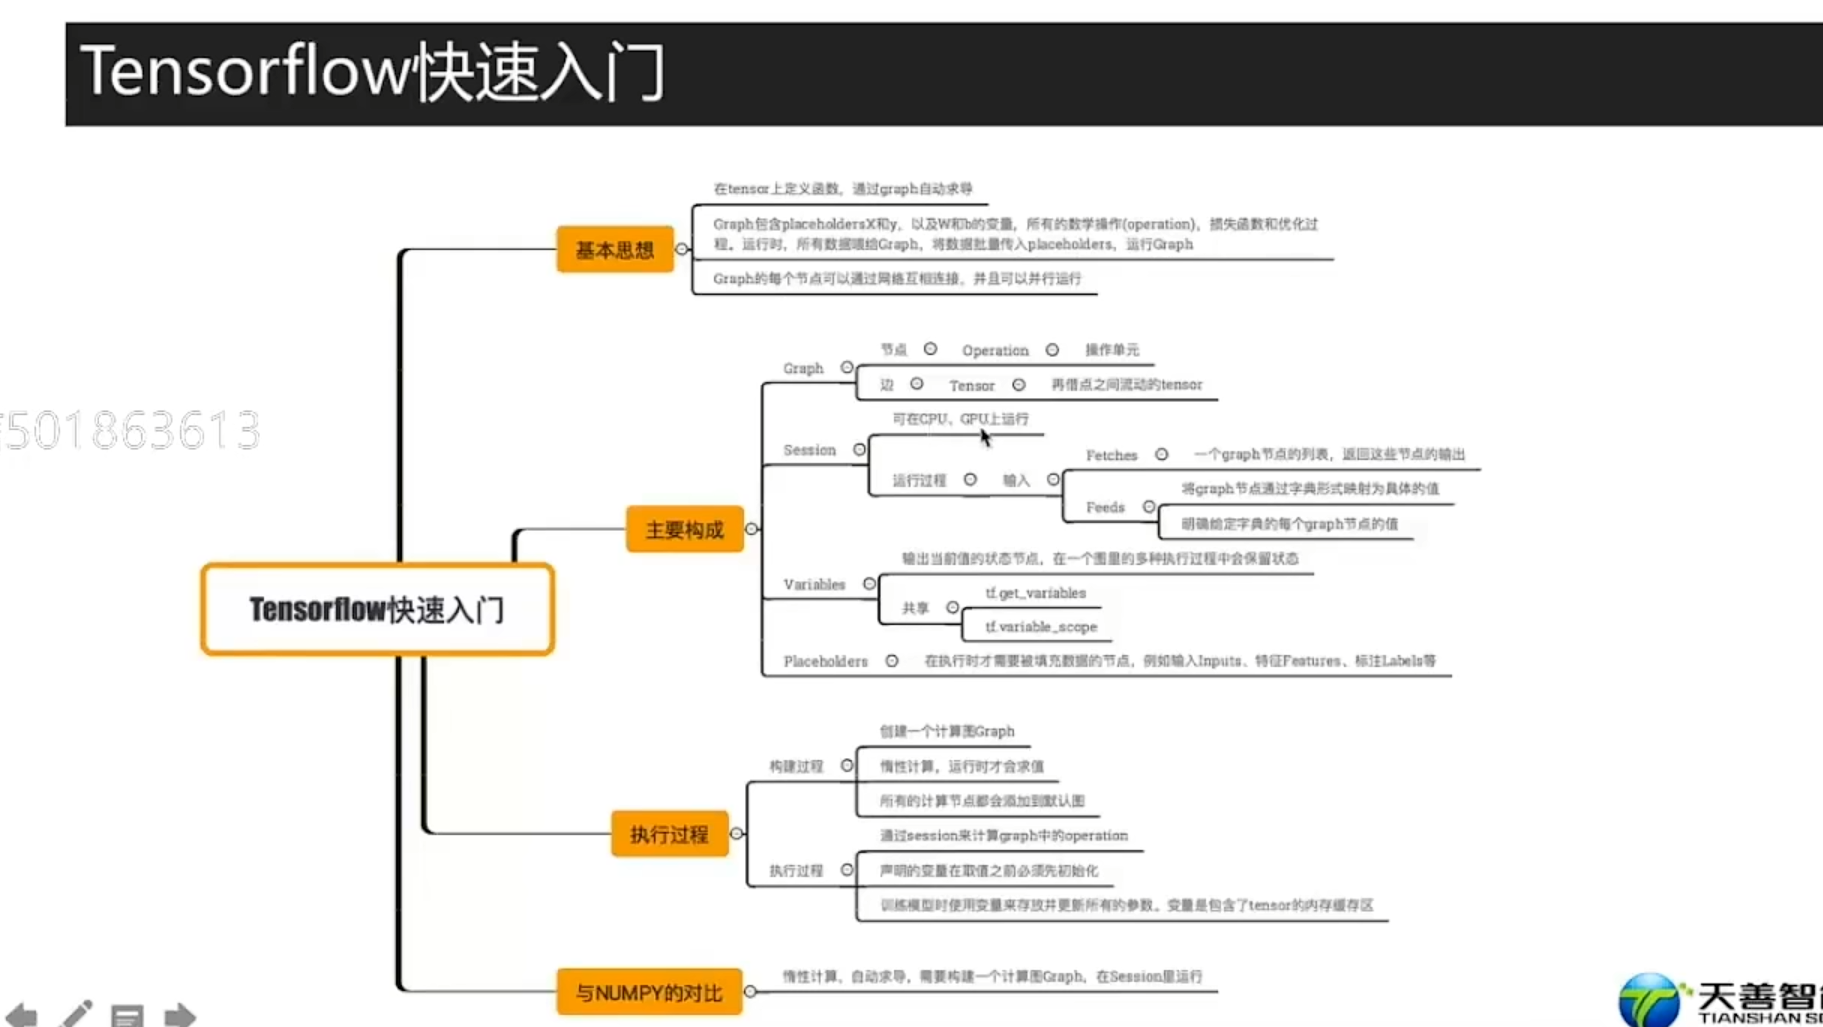 Tensorflow快速入门
在tensor上定义函数，通过graph自动求导
Graph包含placeholdersX和y，以及W和b的变量，所有的数学操作(operation)，损失函数和优化过
程。运行时，所有数据喂给Graph，将数据批量传入placeholders，运行Graph
基本思想
Graph的每个节点可以通过网络互相连接，并且可以并行运行
节点 Operation 操作单元
Graph
边 Tensor 再借点之间流动的tensor
可在CPU、GPU上运行
501863613
Session
Fetches 一个graph节点的列表，返回这些节点的输出
运行过程 输入
将graph节点通过字典形式映射为具体的值
Feeds
明确给定字典的每个graph节点的值
主要构成
输出当前值的状态节点，在一个图里的多种执行过程中会保留状态
Variables
tf.get_variables
共享
tf.variable_scope
Tensorflow快速入门
Placeholders 在执行时才需要被填充数据的节点，例如输入Inputs、特征Features、标注Labels等
创建一个计算图Graph
构建过程 惰性计算，运行时才会求值
所有的计算节点都会添加到默认图
执行过程
通过session来计算graph中的operation
执行过程 声明的变量在取值之前必须先初始化
训练模型时使用变量来存放并更新所有的参数。变量是包含了tensor的内存缓存区
与NUMPY的对比 惰性计算，自动求导，需要构建一个计算图Graph，在Session里运行
天善智
TIANSHAN